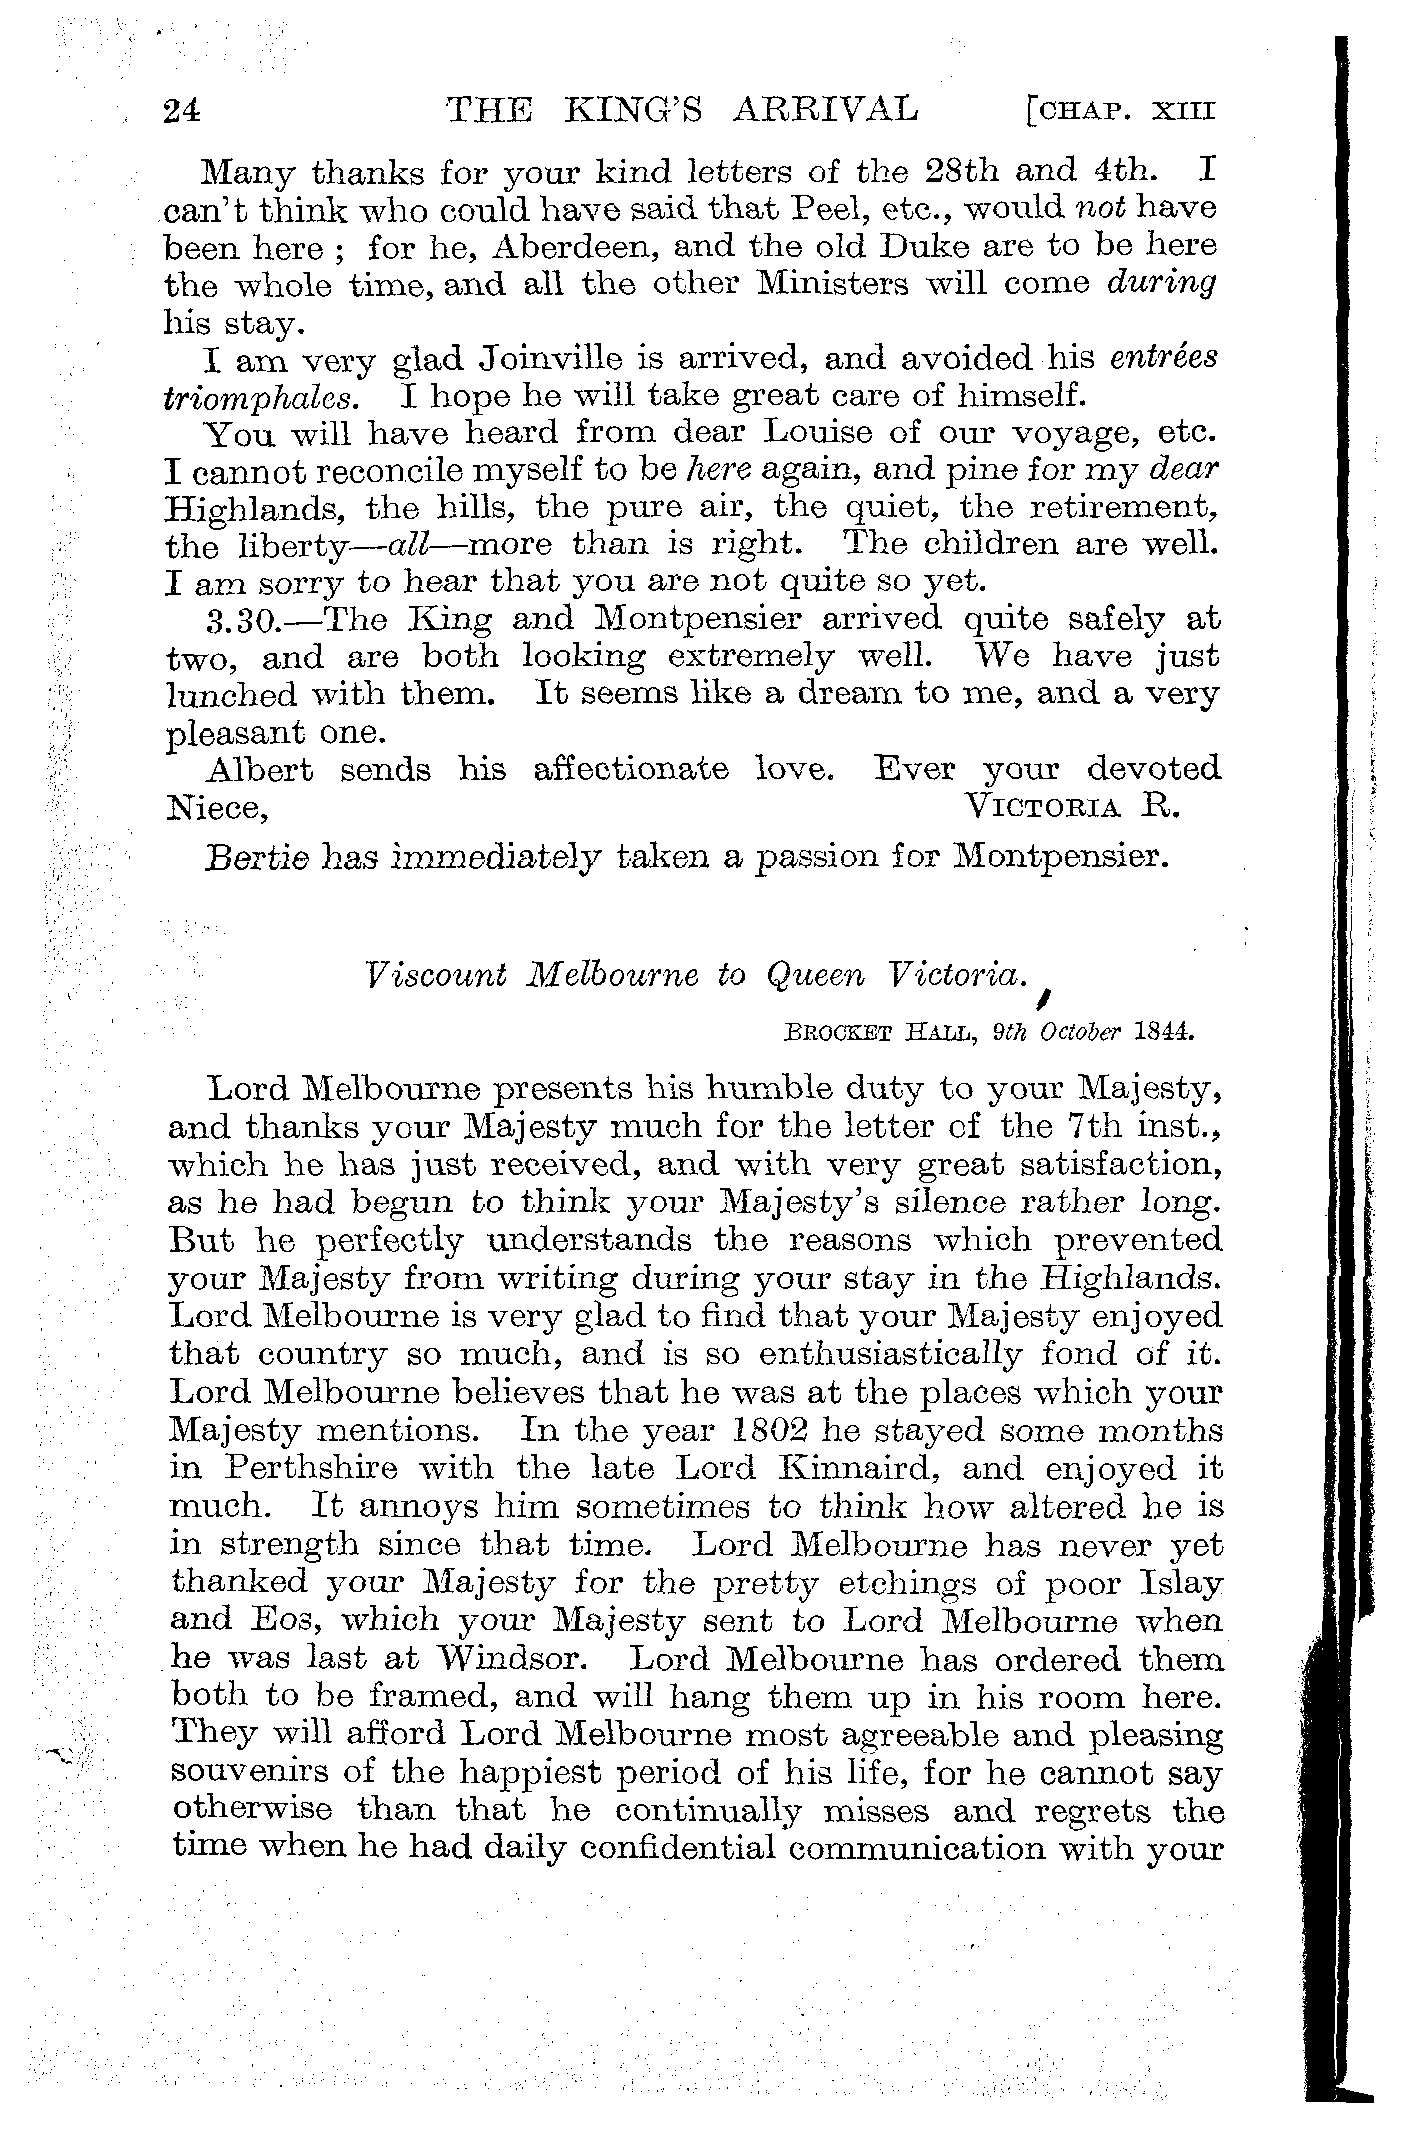 24 THE KING'S ARRIVAL [CHAP. XIII
Many thanks for your kind letters of the 28th and 4th. I
can't think who could have said that Peel, etc., would not have
been here ; for he, Aberdeen, and the old Duke are to be here
the whole time, and all the other Ministers will come during
his stay.
I am very glad Joinville is arrived, and avoided his entrées
triomphales. I hope he will take great care of himself.
You will have heard from dear Louise of our voyage, etc.
I cannot reconcile myself to be here again, and pine for my dear
Highlands, the hills, the pure air, the quiet, the retirement,
the liberty—all—more than is right. The children are well.
I am sorry to hear that you are not quite so yet.
3.30.—The King and Montpensier arrived quite safely at
two, and are both looking extremely well. We have just
lunched with them. It seems like a dream to me, and a very
pleasant one.
Albert sends his affectionate love. Ever your devoted
Niece, VICTORIA R.
Bertie has immediately taken a passion for Montpensier.
Viscount Melbourne to Queen Victoria.
BROCKET HALL, 9th October 1844.
Lord Melbourne presents his humble duty to your Majesty,
and thanks your Majesty much for the letter of the 7th inst.,
which he has just received, and with very great satisfaction,
as he had begun to think your Majesty's silence rather long.
But he perfectly understands the reasons which prevented
your Majesty from writing during your stay in the Highlands.
Lord Melbourne is very glad to find that your Majesty enjoyed
that country so much, and is so enthusiastically fond of it.
Lord Melbourne believes that he was at the places which your
Majesty mentions. In the year 1802 he stayed some months
in Perthshire with the late Lord Kinnaird, and enjoyed it
much. It annoys him sometimes to think how altered he is
in strength since that time. Lord Melbourne has never yet
thanked your Majesty for the pretty etchings of poor Islay
and Eos, which your Majesty sent to Lord Melbourne when
he was last at Windsor. Lord Melbourne has ordered them
both to be framed, and will hang them up in his room here.
They will afford Lord Melbourne most agreeable and pleasing
souvenirs of the happiest period of his life, for he cannot say
otherwise than that he continually misses and regrets the
time when he had daily confidential communication with your